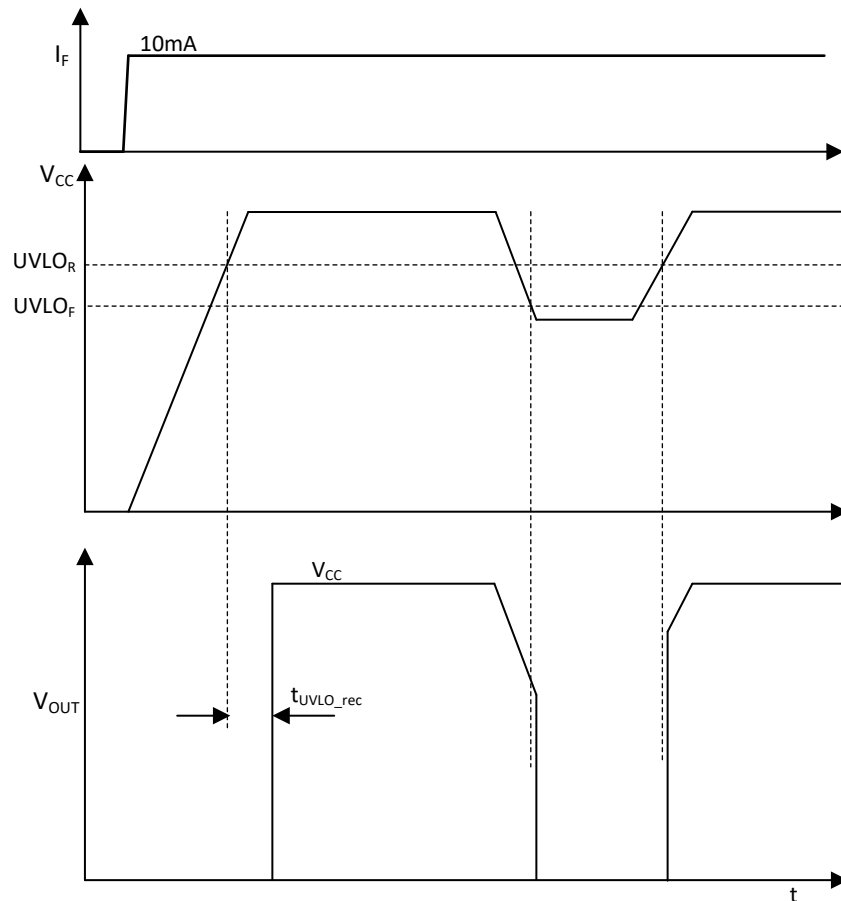 I_F
10mA
V_CC
UVLO_R
UVLO_F
V_CC
V_OUT
t_UVLO_rec
t